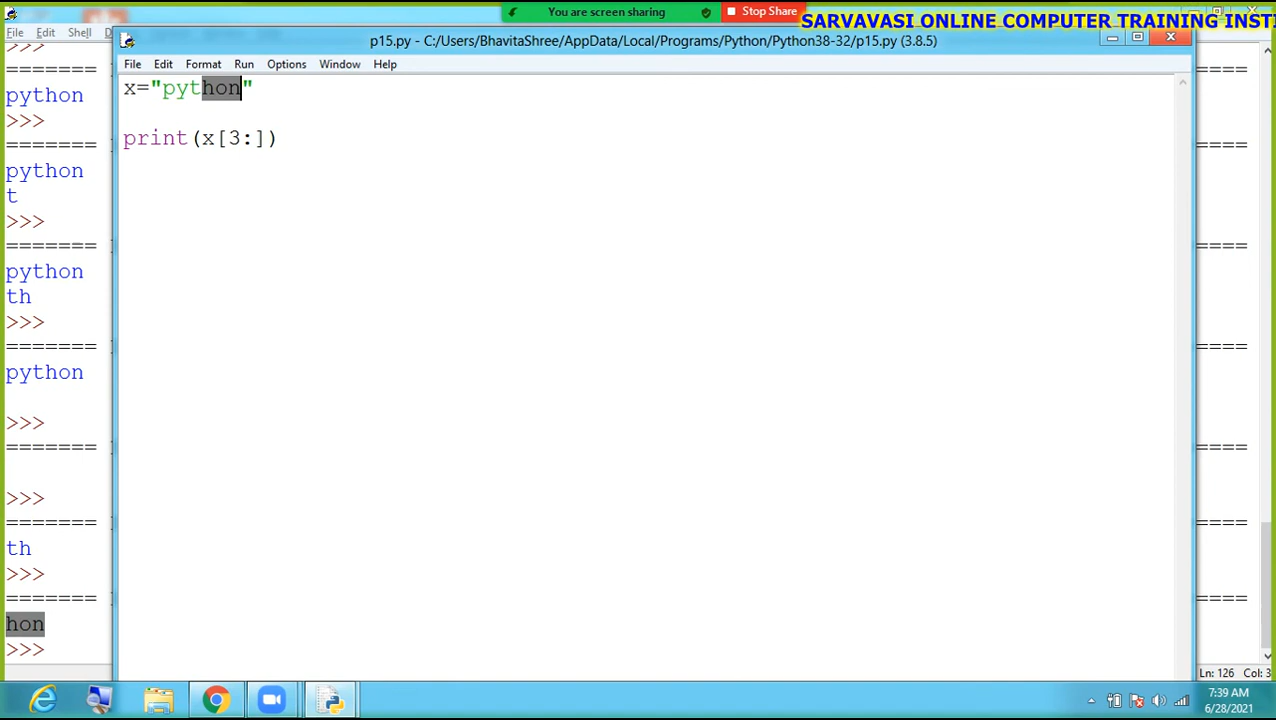 You are screen sharing
Stop Share
SARVAVASI ONLINE COMPUTER TRAINING INSTI
p15.py - C:/Users/BhavitaShree/AppData/Local/Programs/Python/Python38-32/p15.py (3.8.5)
File Edit Shell D
File Edit Format Run Options Window Help
x="python"
print(x[3:])
>>>
=======
python
>>>
=======
python
t
>>>
=======
python
th
>>>
=======
python
>>>
=======
>>>
=======
th
>>>
=======
hon
>>>
====
====
====
====
====
====
====
====
Ln: 126 Col: 3
7:39 AM
6/28/2021